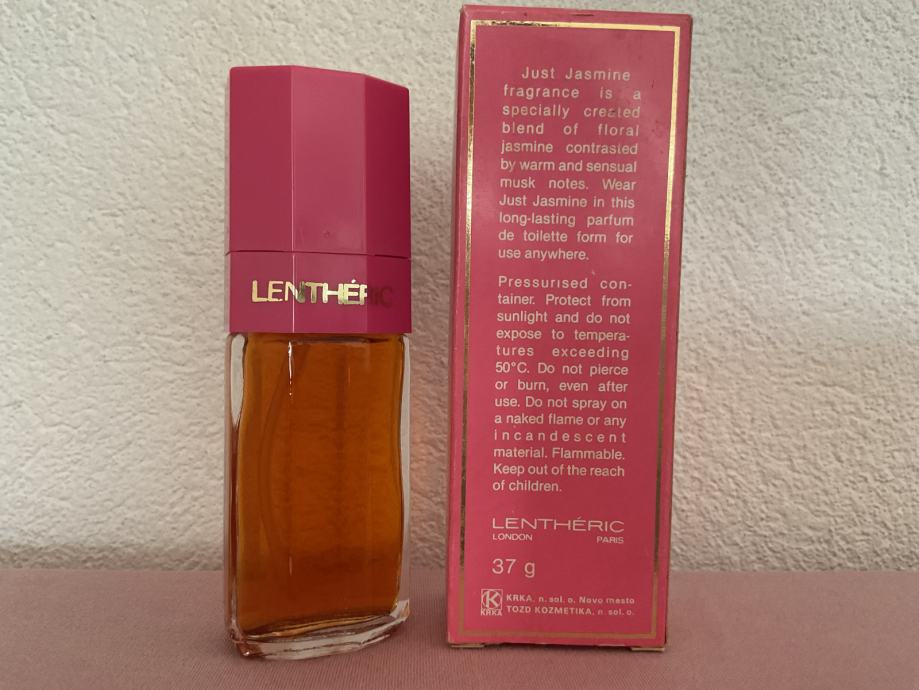 LENTHÉRIC
Just Jasmine
fragrance is a
specially created
blend of floral
jasmine contrasted
by warm and sensual
musk notes. Wear
Just Jasmine in this
long-lasting parfum
de toilette form for
use anywhere.
Pressurised con-
tainer. Protect from
sunlight and do not
expose to tempera-
tures exceeding
50°C. Do not pierce
or burn, even after
use. Do not spray on
a naked flame or any
incandescent
material. Flammable.
Keep out of the reach
of children.
LENTHÉRIC
LONDON PARIS
37 g
KRKA
KRKA, n. sol. o. Novo mesto
TOZD KOZMETIKA, n. sol. o.